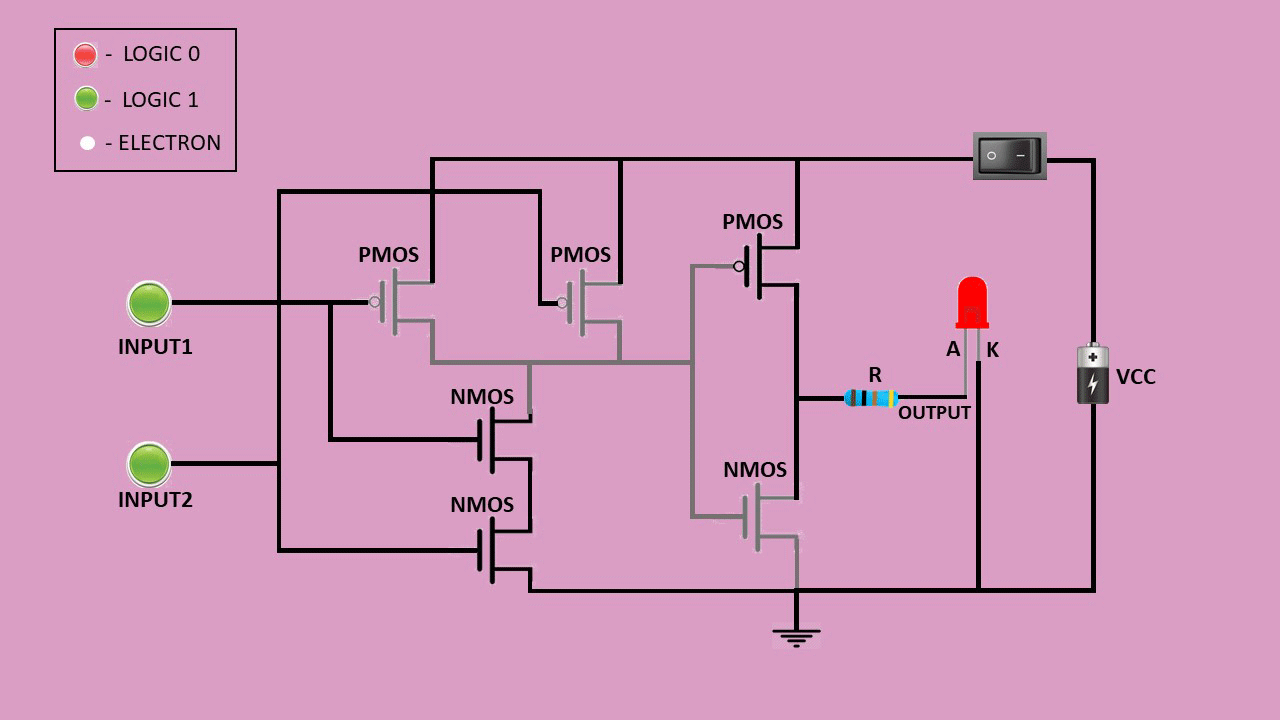 - LOGIC 0
- LOGIC 1
- ELECTRON
PMOS
PMOS
PMOS
INPUT1
A
K
R
VCC
NMOS
OUTPUT
NMOS
INPUT2
NMOS